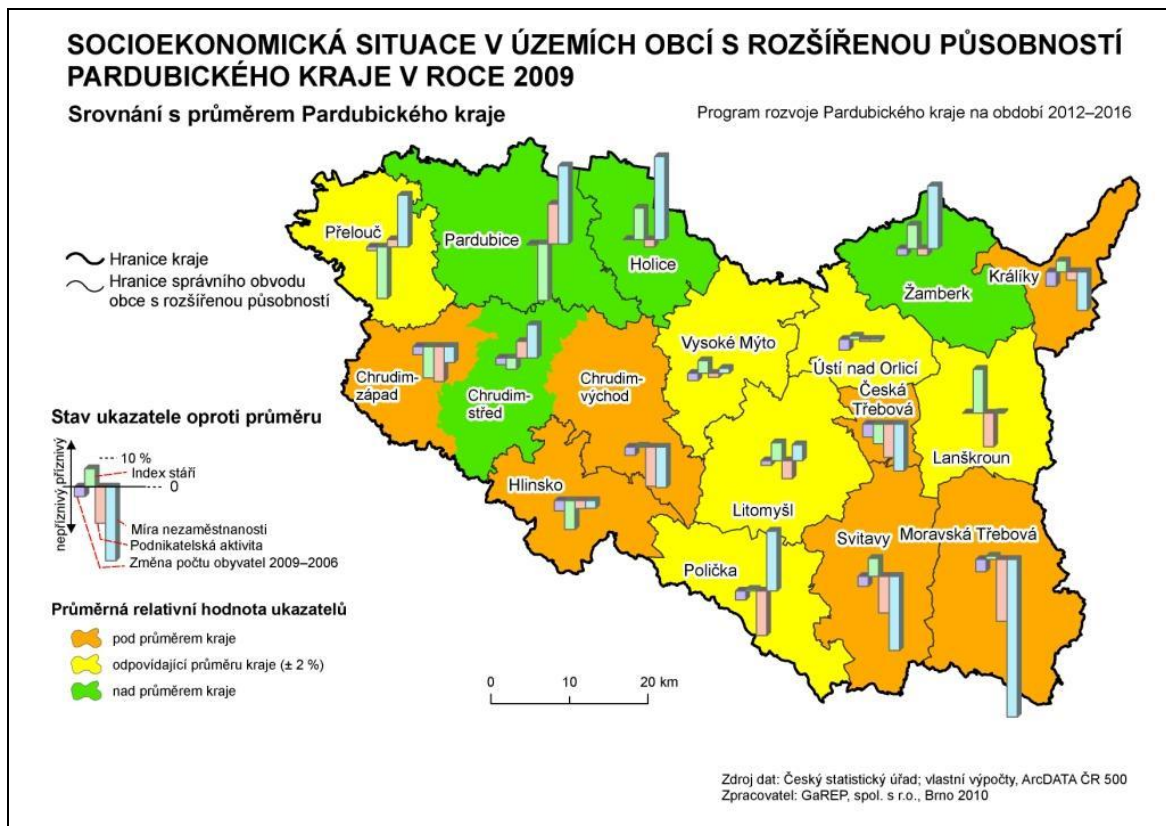 SOCIOEKONOMICKÁ SITUACE V ÚZEMÍCH OBCÍ S ROZŠÍŘENOU PŮSOBNOSTÍ
PARDUBICKÉHO KRAJE V ROCE 2009
Srovnání s průměrem Pardubického kraje
Program rozvoje Pardubického kraje na období 2012–2016
Hranice kraje
Hranice správního obvodu
obce s rozšířenou působností
Přelouč
Pardubice
Holice
Žamberk
Králíky
Vysoké Mýto
Ústí nad Orlicí
Chrudim-
západ
Chrudim-
střed
Chrudim-
východ
Česká
Třebová
Lanškroun
Hlinsko
Litomyšl
Svitavy
Moravská Třebová
Polička
Stav ukazatele oproti průměru
nepříznivý příznivý
10 %
Index stáří
0
Míra nezaměstnanosti
Podnikatelská aktivita
Změna počtu obyvatel 2009–2006
Průměrná relativní hodnota ukazatelů
pod průměrem kraje
odpovídající průměru kraje (± 2 %)
nad průměrem kraje
0 10 20 km
Zdroj dat: Český statistický úřad; vlastní výpočty, ArcDATA ČR 500
Zpracovatel: GaREP, spol. s r.o., Brno 2010